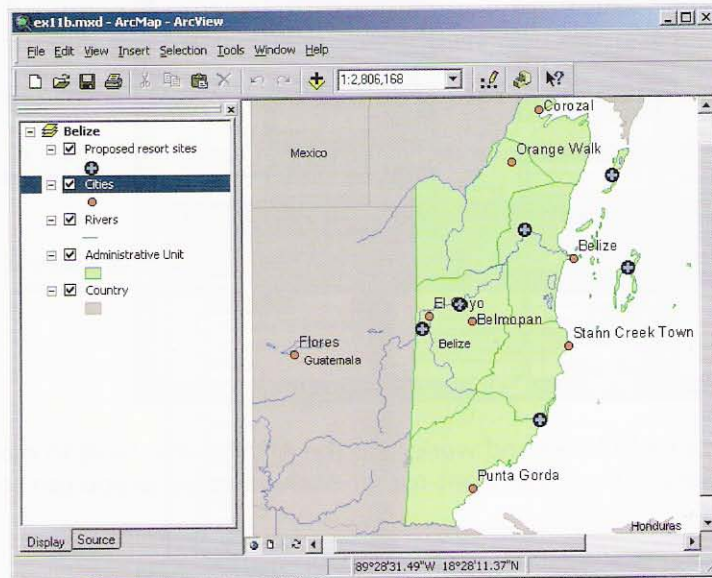 ex11b.mxd - ArcMap - ArcView
File Edit View Insert Selection Tools Window Help
1:2,806,168
Belize
Proposed resort sites
Cities
Rivers
Administrative Unit
Country
Display Source
Mexico
Corozal
Orange Walk
Belize
El Cayo
Belmopan
Belize
Stann Creek Town
Flores
Guatemala
Punta Gorda
Honduras
89°28'31.49"W 18°28'11.37"N